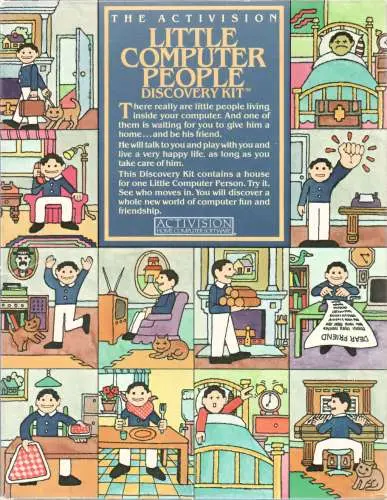 THE ACTIVISION
LITTLE
COMPUTER
PEOPLE
DISCOVERY KIT™
There really are little people living
inside your computer. And one of
them is waiting for you to give him a
home...and be his friend.
He will talk to you and play with you and
live a very happy life, as long as you
take care of him.
This Discovery Kit contains a house
for one Little Computer Person. Try it.
See who moves in. You will discover a
whole new world of computer fun and
friendship.
ACTIVISION
HOME COMPUTER SOFTWARE
DEAR FRIEND